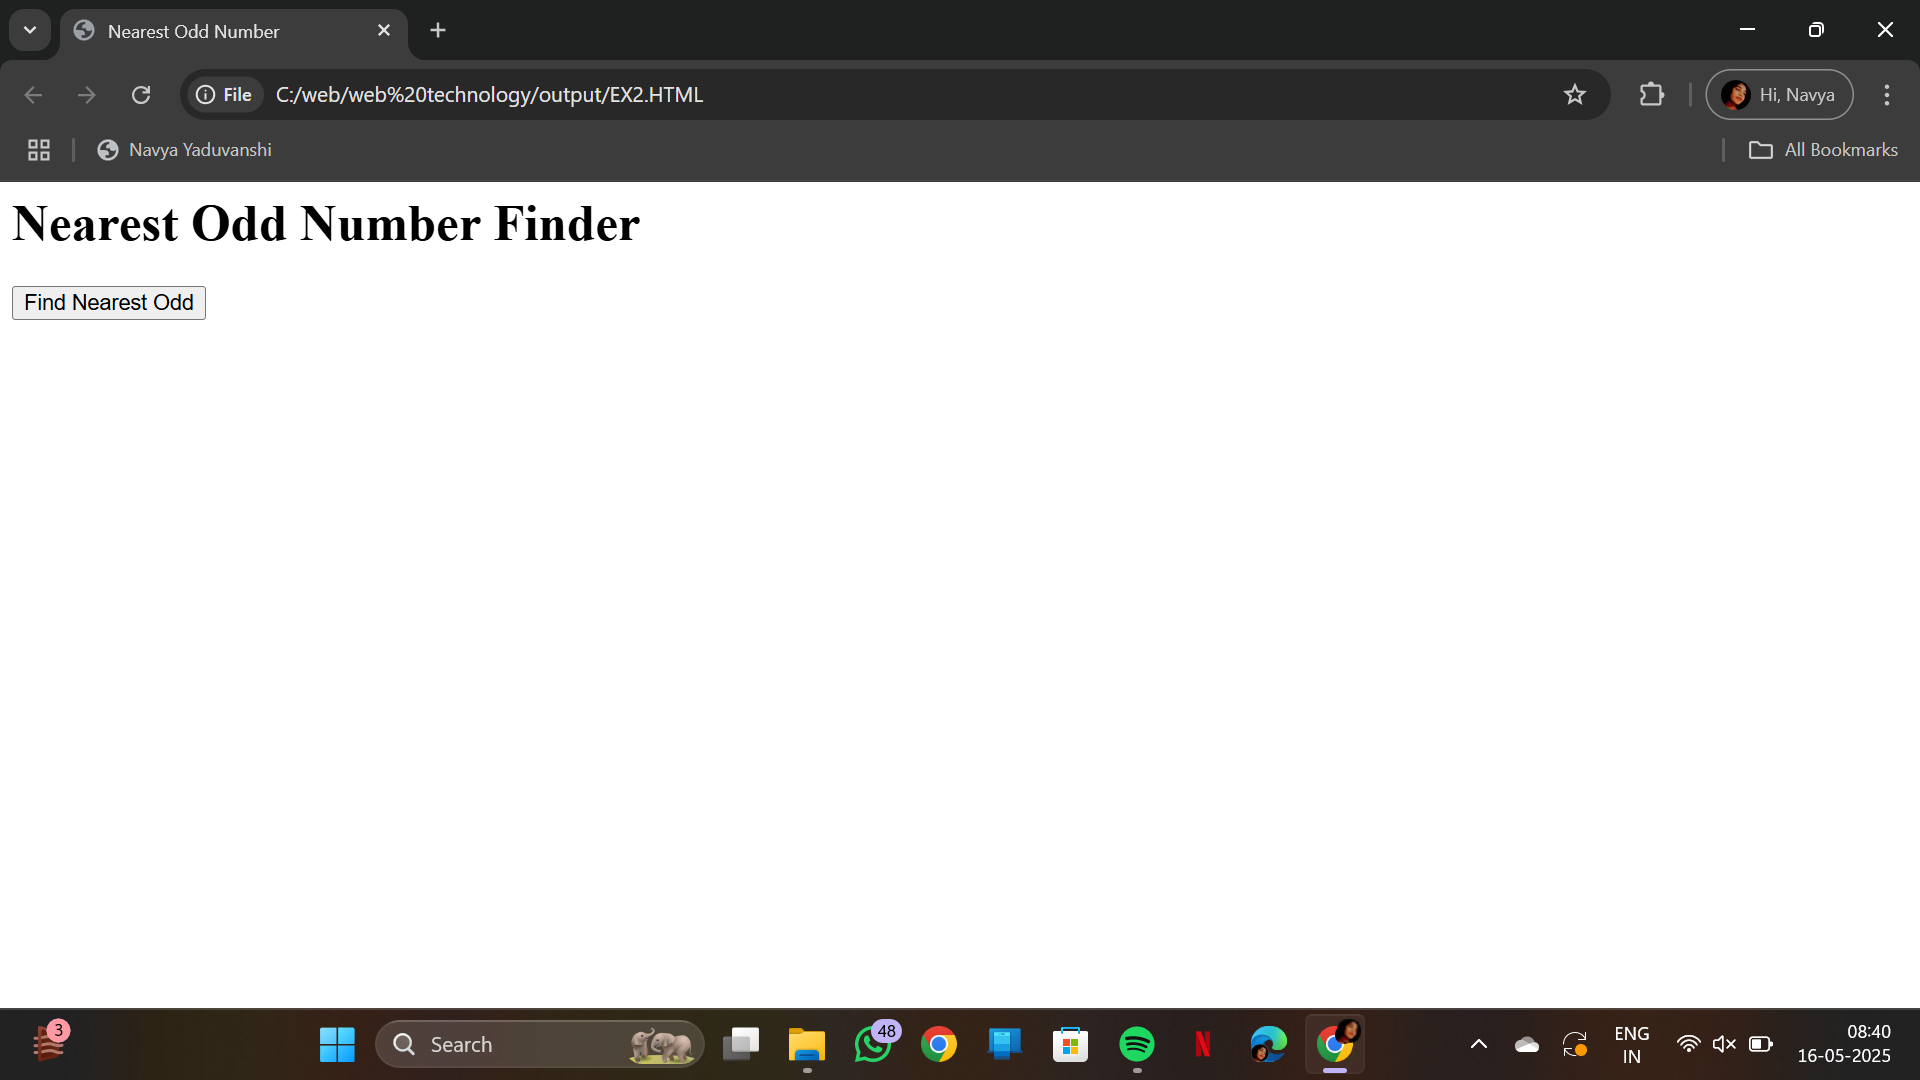 Nearest Odd Number
File
C:/web/web%20technology/output/EX2.HTML
Hi, Navya
Navya Yaduvanshi
All Bookmarks
Nearest Odd Number Finder
Find Nearest Odd
3
Search
48
N
ENG
IN
08:40
16-05-2025